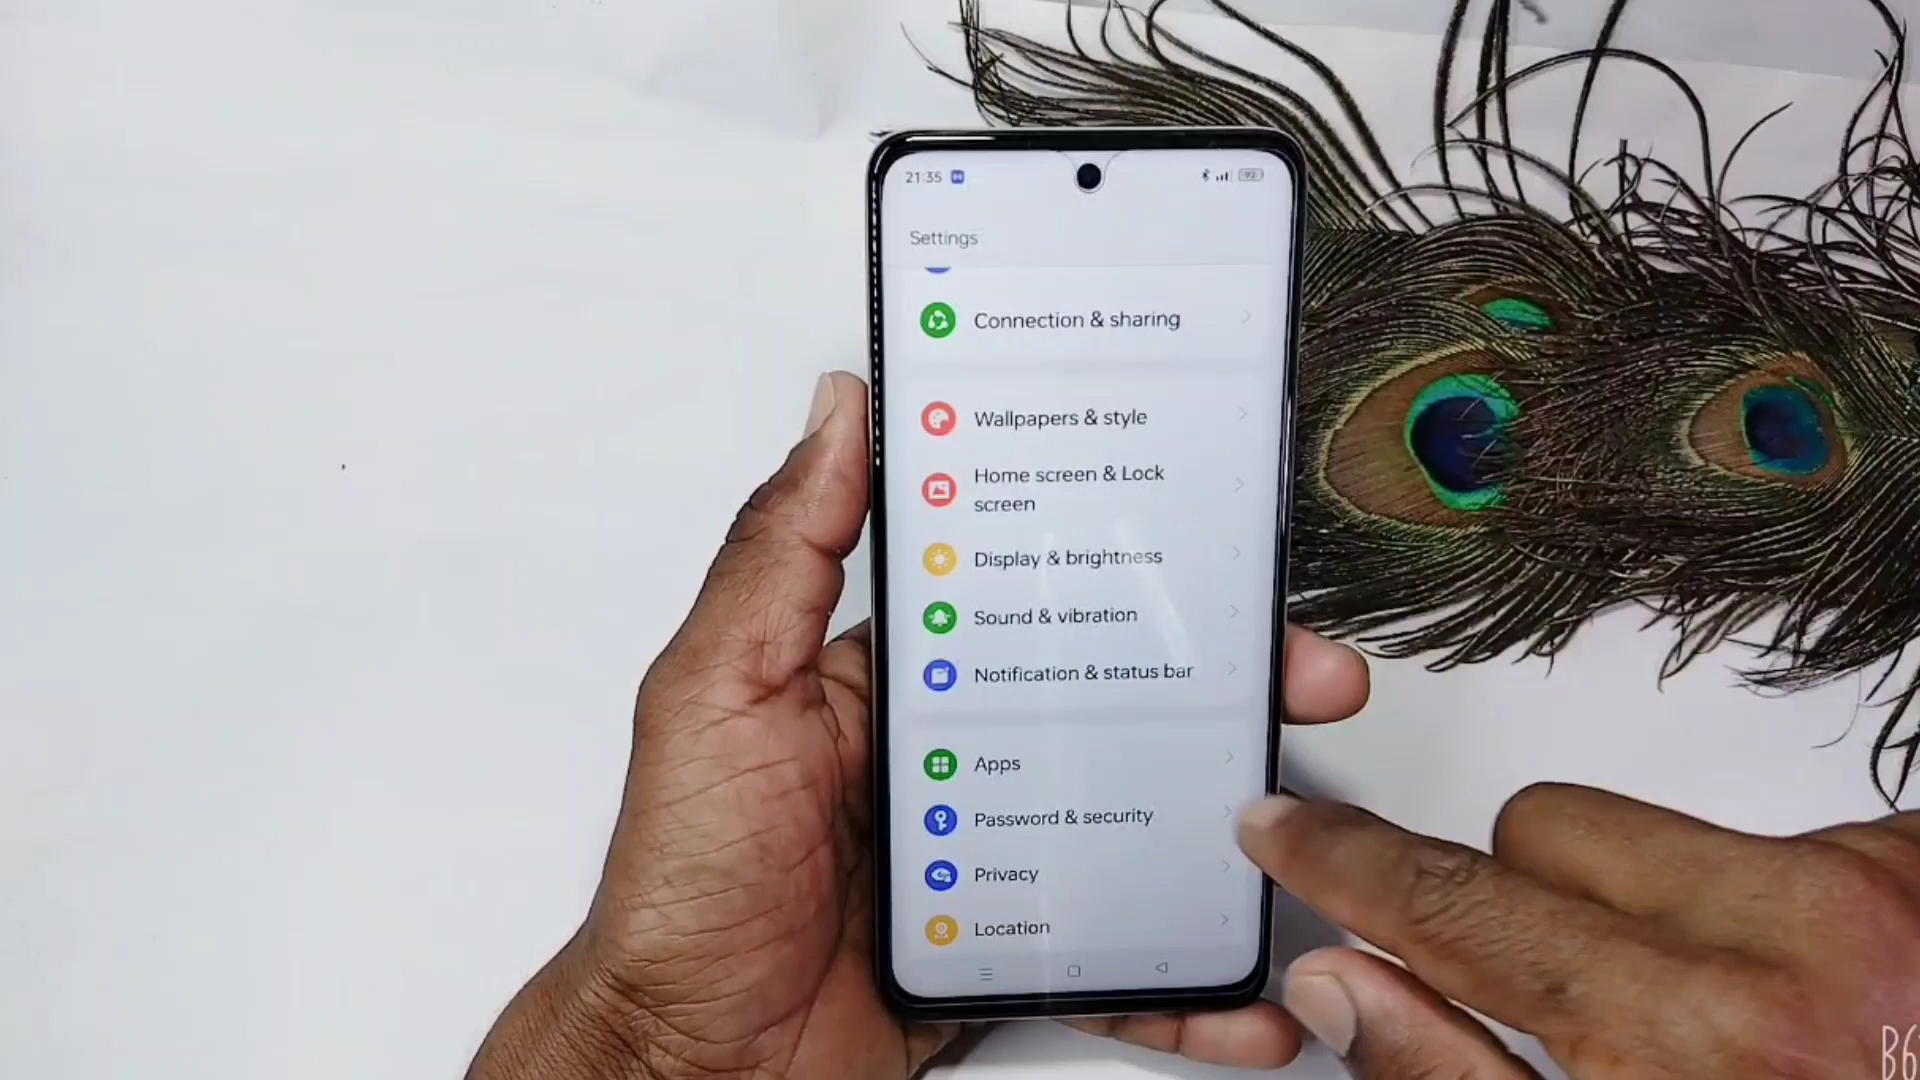 21:35
92
Settings
Connection & sharing
Wallpapers & style
Home screen & Lock
screen
Display & brightness
Sound & vibration
Notification & status bar
Apps
Password & security
Privacy
Location